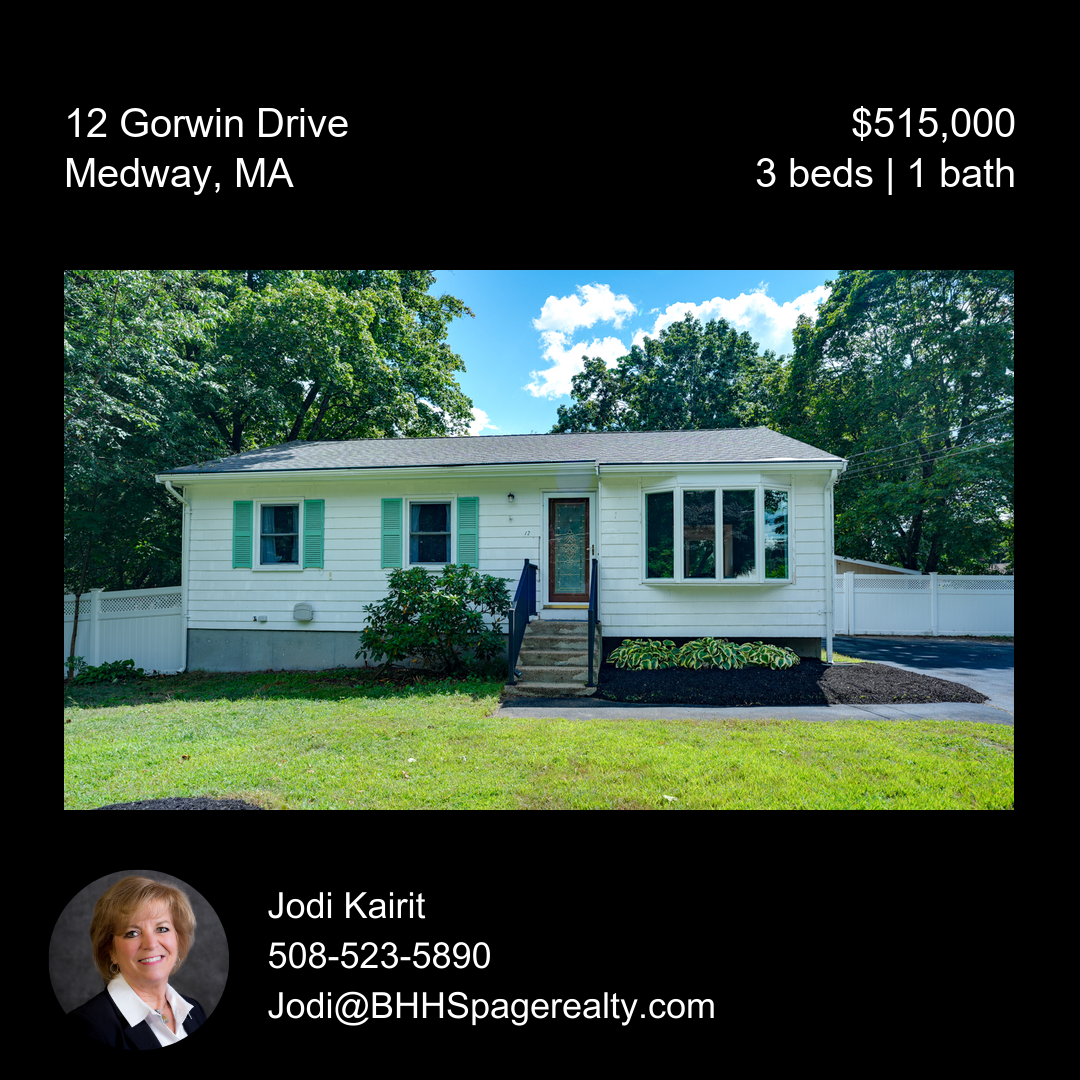 12 Gorwin Drive
Medway, MA
$515,000
3 beds | 1 bath
Jodi Kairit
508-523-5890
Jodi@BHHSpagerealty.com